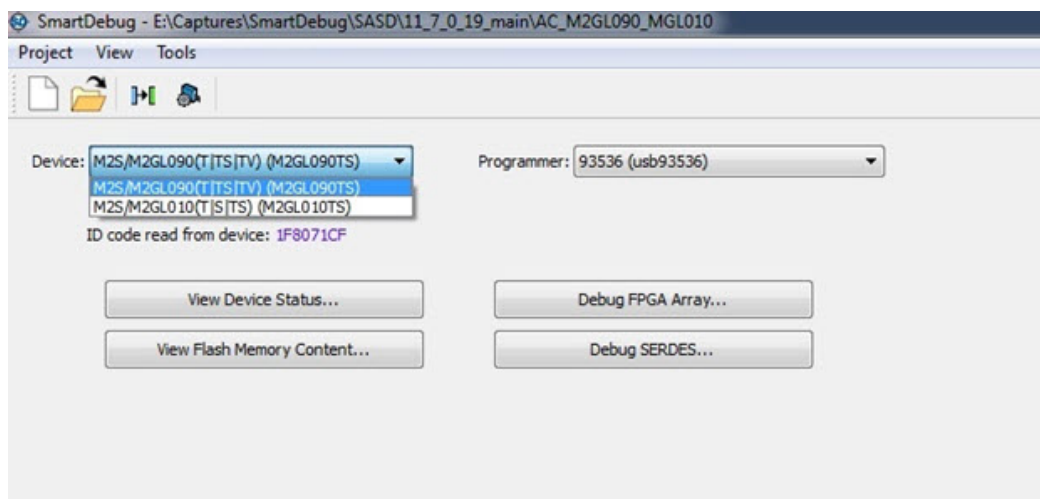 SmartDebug - E:\Captures\SmartDebug\SASD\11_7_0_19_main\AC_M2GL090_MGL010
Project View Tools
Device: M2S/M2GL090(T|TS|TV) (M2GL090TS) Programmer: 93536 (usb93536)
M2S/M2GL090(T|TS|TV) (M2GL090TS)
M2S/M2GL010(T|S|TS) (M2GL010TS)
ID code read from device: 1F8071CF
View Device Status... Debug FPGA Array...
View Flash Memory Content... Debug SERDES...